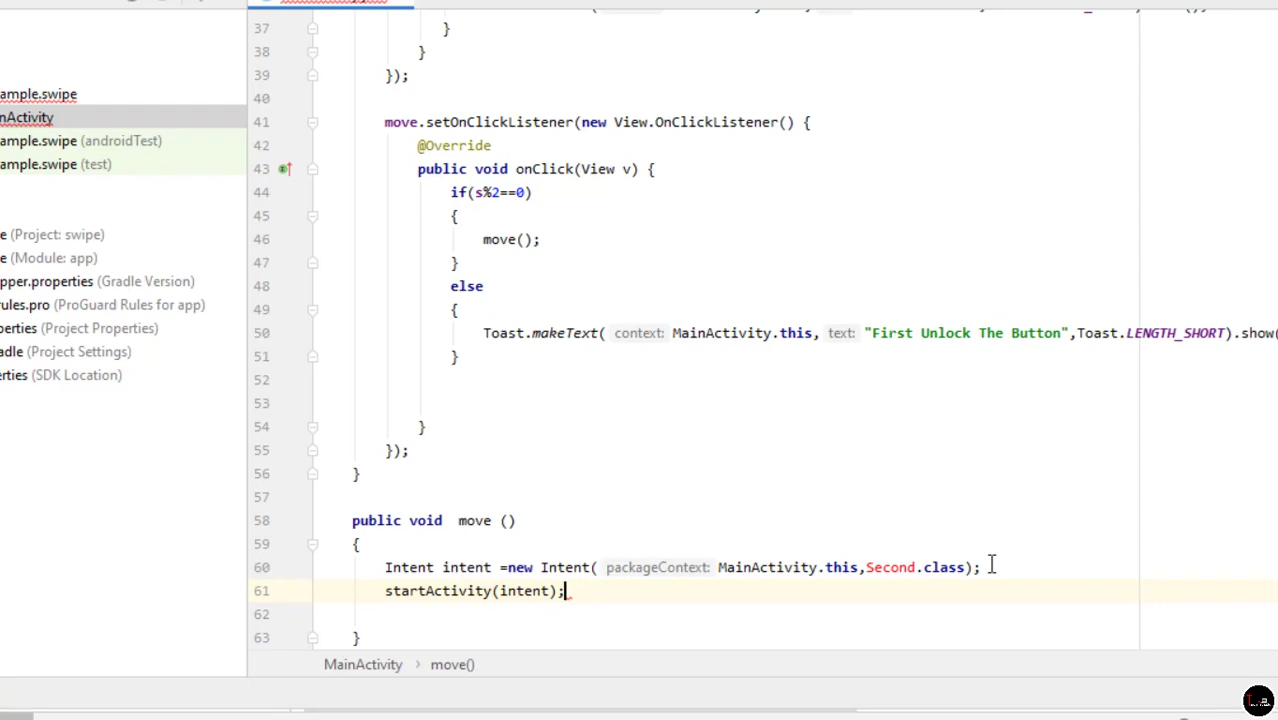 37 }
38 }
39 });
ample.swipe
40
nActivity
41 move.setOnClickListener(new View.OnClickListener() {
ample.swipe (androidTest)
42 @Override
ample.swipe (test)
43 public void onClick(View v) {
44 if(s%2==0)
45 {
e (Project: swipe)
46 move();
e (Module: app)
47 }
pper.properties (Gradle Version)
48 else
rules.pro (ProGuard Rules for app)
49 {
perties (Project Properties)
50 Toast.makeText( context: MainActivity.this, text: "First Unlock The Button",Toast.LENGTH_SHORT).show(
adle (Project Settings)
51 }
erties (SDK Location)
52
53
54 }
55 });
56 }
57
58 public void move ()
59 {
60 Intent intent =new Intent( packageContext: MainActivity.this,Second.class);
61 startActivity(intent);
62
63 }
MainActivity › move()